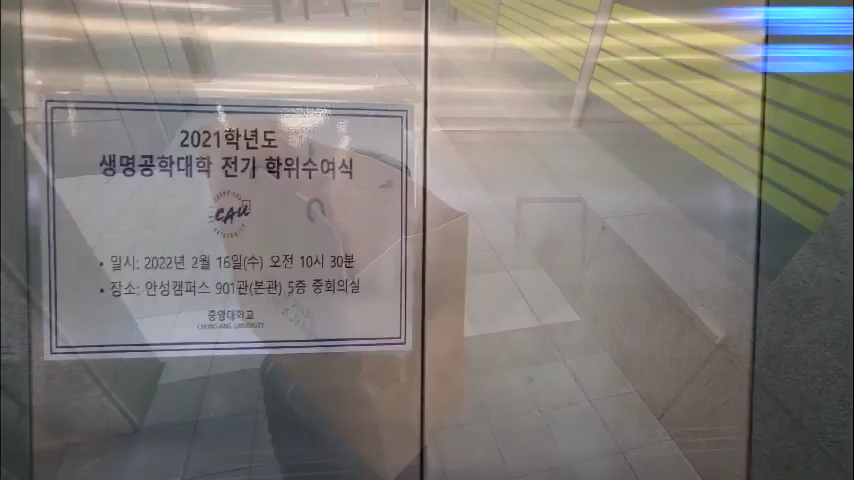 2021학년도
생명공학대학 전기 학위수여식
CAU
• 일시: 2022년 2월 16일(수) 오전 10시 30분
• 장소: 안성캠퍼스 901관(본관) 5층 중회의실
중앙대학교
CHUNG-ANG UNIVERSITY